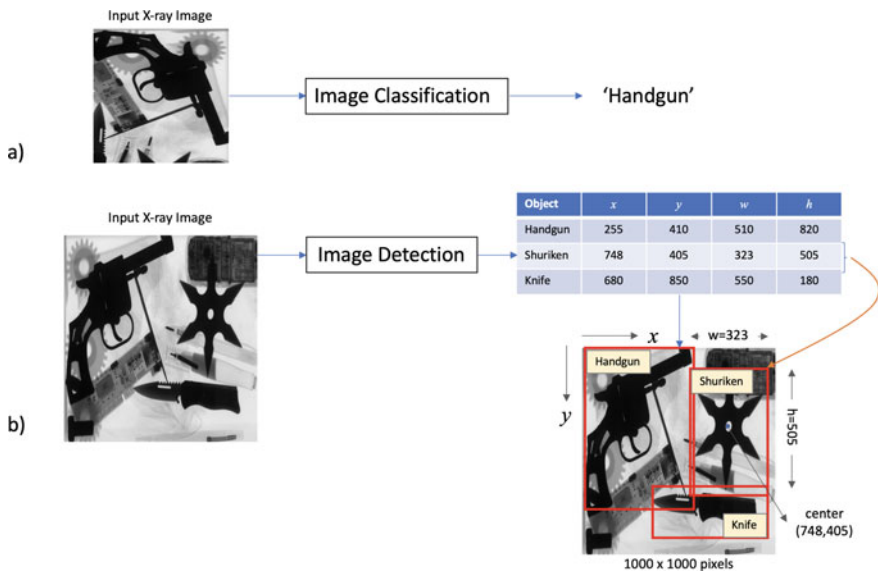 Input X-ray Image
Image Classification
'Handgun'
a)
Input X-ray Image
Image Detection
Object x y w h
Handgun 255 410 510 820
Shuriken 748 405 323 505
Knife 680 850 550 180
x
w=323
y
Handgun
Shuriken
h=505
b)
Knife
center
(748,405)
1000 x 1000 pixels